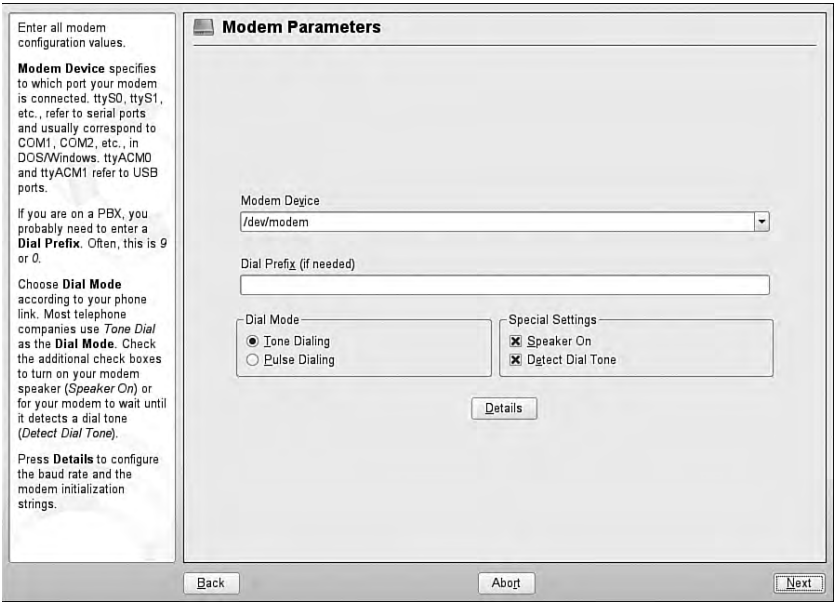 Enter all modem
configuration values.
Modem Device specifies
to which port your modem
is connected. ttyS0, ttyS1,
etc., refer to serial ports
and usually correspond to
COM1, COM2, etc., in
DOS/Windows. ttyACM0
and ttyACM1 refer to USB
ports.
If you are on a PBX, you
probably need to enter a
Dial Prefix. Often, this is 9
or 0.
Choose Dial Mode
according to your phone
link. Most telephone
companies use Tone Dial
as the Dial Mode. Check
the additional check boxes
to turn on your modem
speaker (Speaker On) or
for your modem to wait until
it detects a dial tone
(Detect Dial Tone).
Press Details to configure
the baud rate and the
modem initialization
strings.
Modem Parameters
Modem Device
/dev/modem
Dial Prefix (if needed)
Dial Mode
Tone Dialing
Pulse Dialing
Special Settings
Speaker On
Detect Dial Tone
Details
Back
Abort
Next